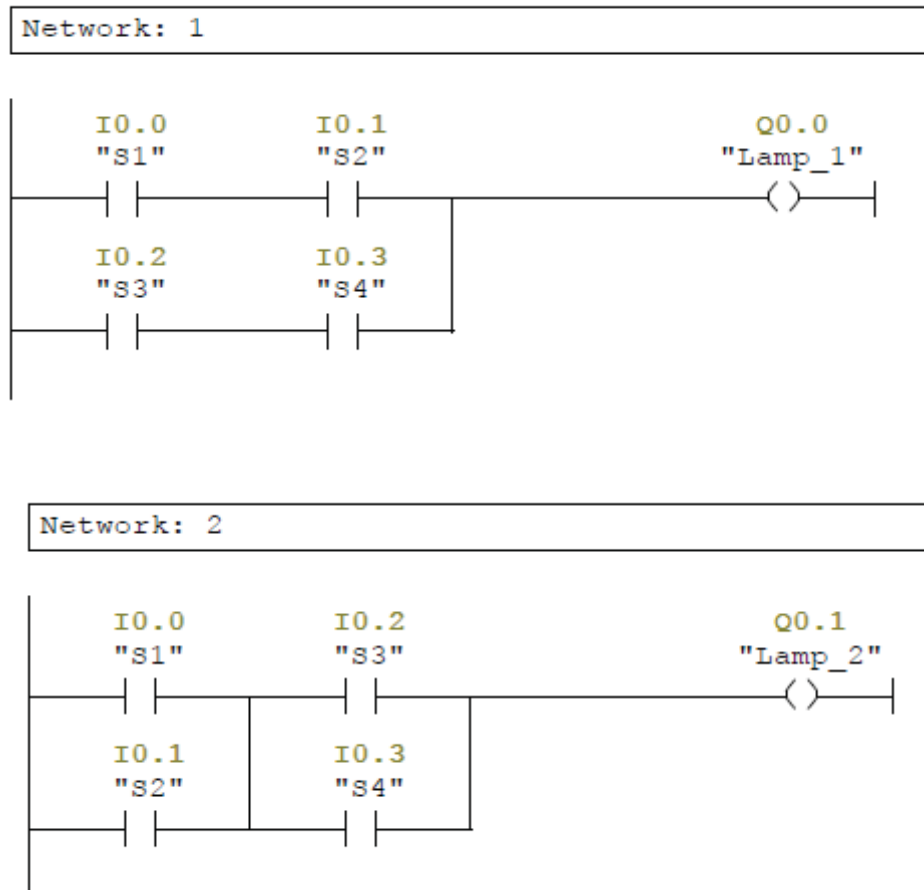 Network: 1
I0.0 I0.1 Q0.0
"S1" "S2" "Lamp_1"
I0.2 I0.3
"S3" "S4"
Network: 2
I0.0 I0.2 Q0.1
"S1" "S3" "Lamp_2"
I0.1 I0.3
"S2" "S4"